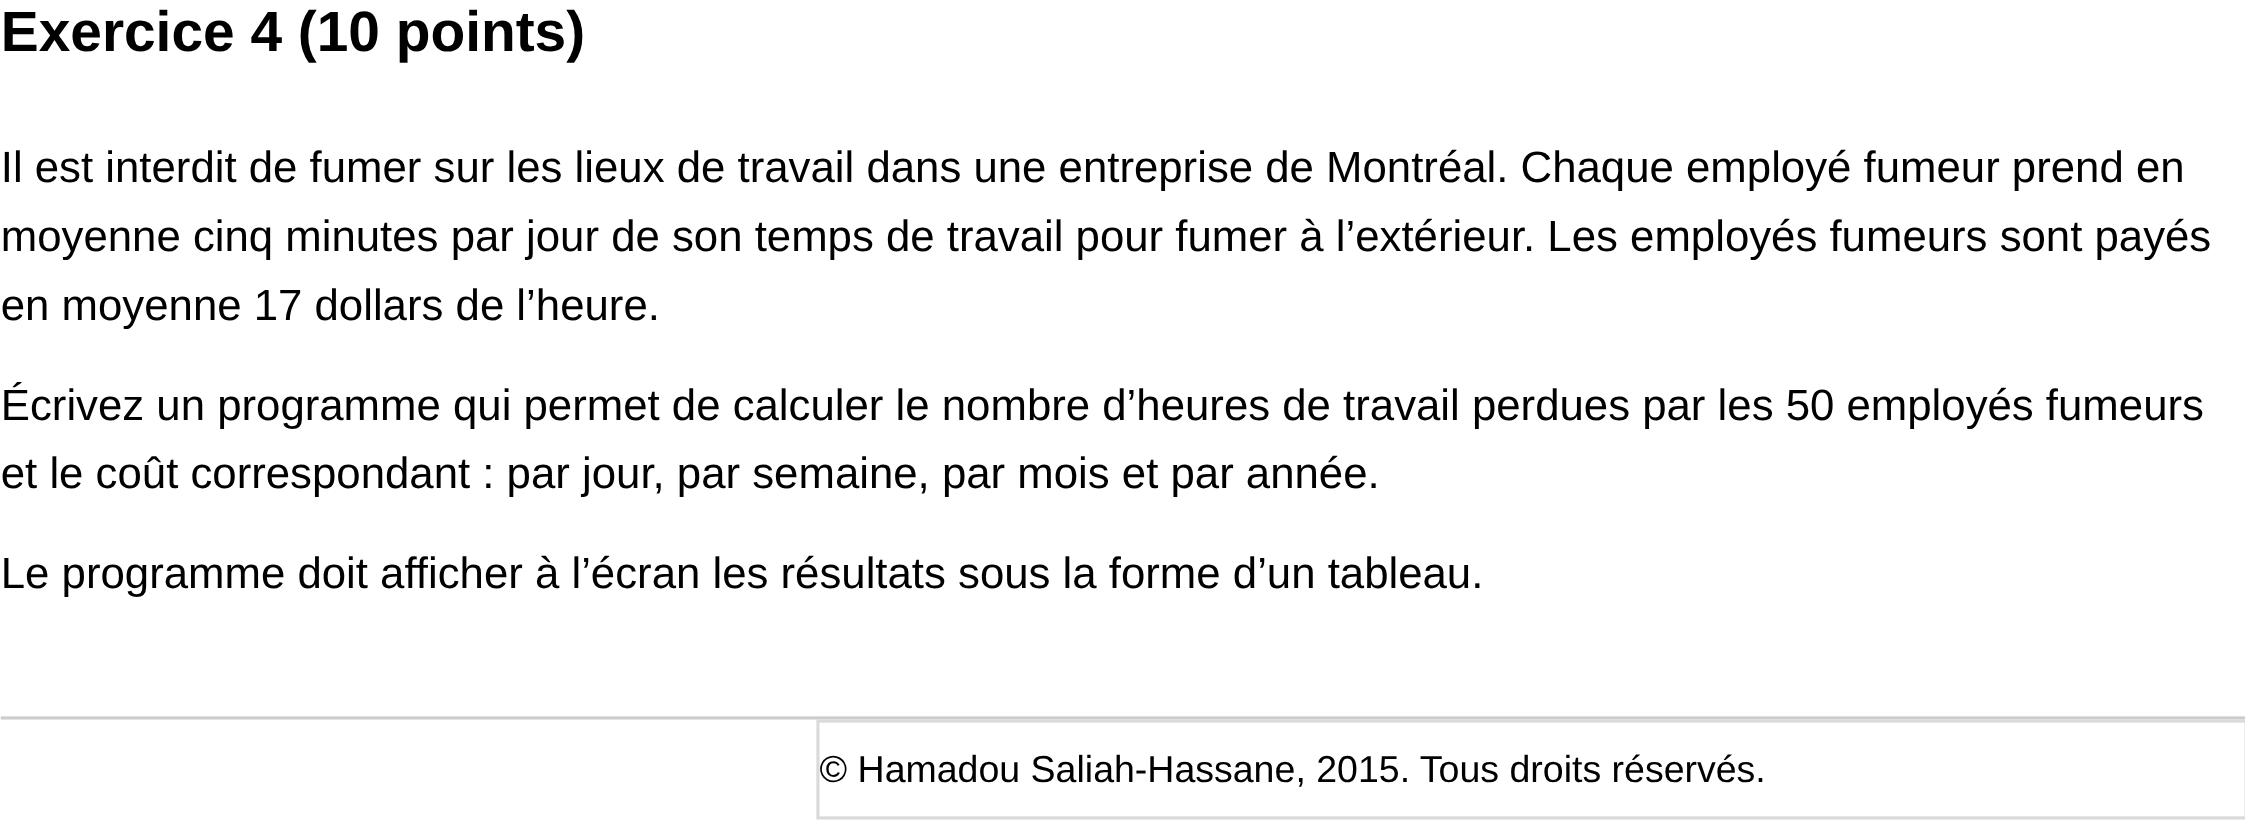 Exercice 4 (10 points)
Il est interdit de fumer sur les lieux de travail dans une entreprise de Montréal. Chaque employé fumeur prend en
moyenne cinq minutes par jour de son temps de travail pour fumer à l’extérieur. Les employés fumeurs sont payés
en moyenne 17 dollars de l’heure.
Écrivez un programme qui permet de calculer le nombre d’heures de travail perdues par les 50 employés fumeurs
et le coût correspondant : par jour, par semaine, par mois et par année.
Le programme doit afficher à l’écran les résultats sous la forme d’un tableau.
© Hamadou Saliah-Hassane, 2015. Tous droits réservés.